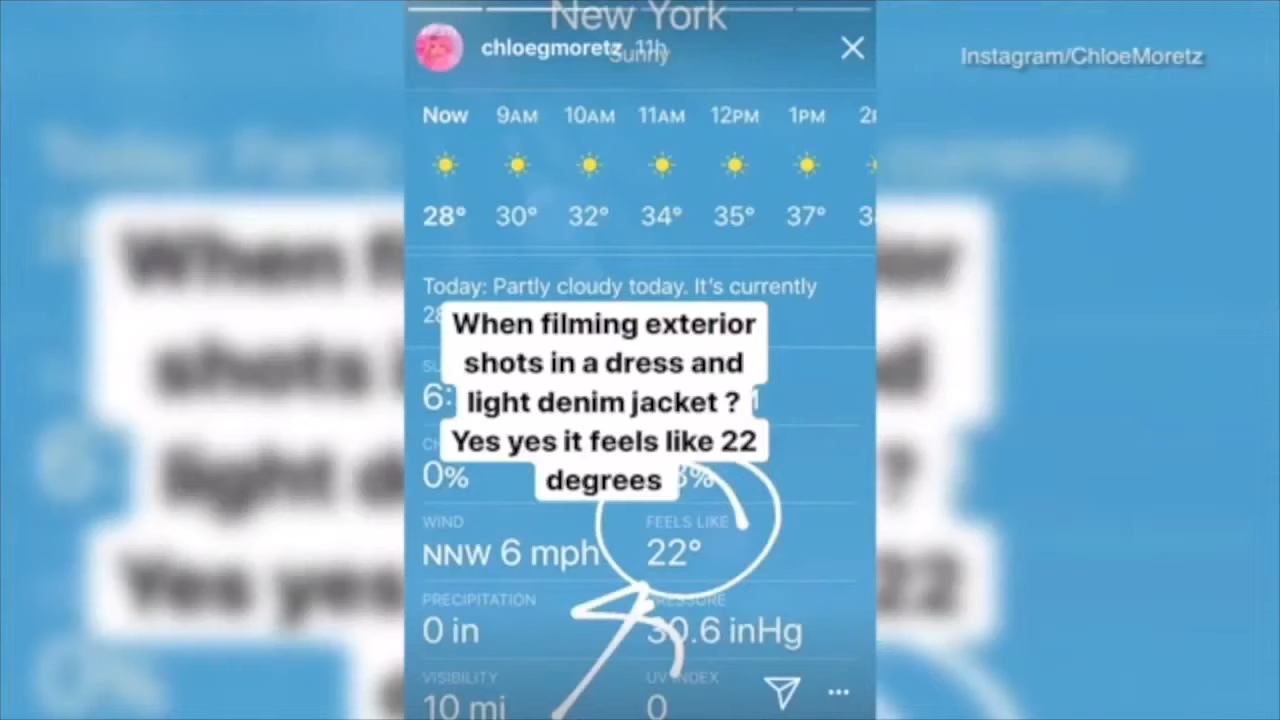 New York
chloegmoretz 11h
Sunny
Instagram/ChloeMoretz
Now 9AM 10AM 11AM 12PM 1PM
28° 30° 32° 34° 35° 37°
Today: Partly cloudy today. It's currently
When filming exterior
shots in a dress and
light denim jacket ?
Yes yes it feels like 22
degrees
0%
WIND FEELS LIKE
NNW 6 mph 22°
PRECIPITATION
0 in 30.6 inHg
VISIBILITY UV INDEX
10 mi 0